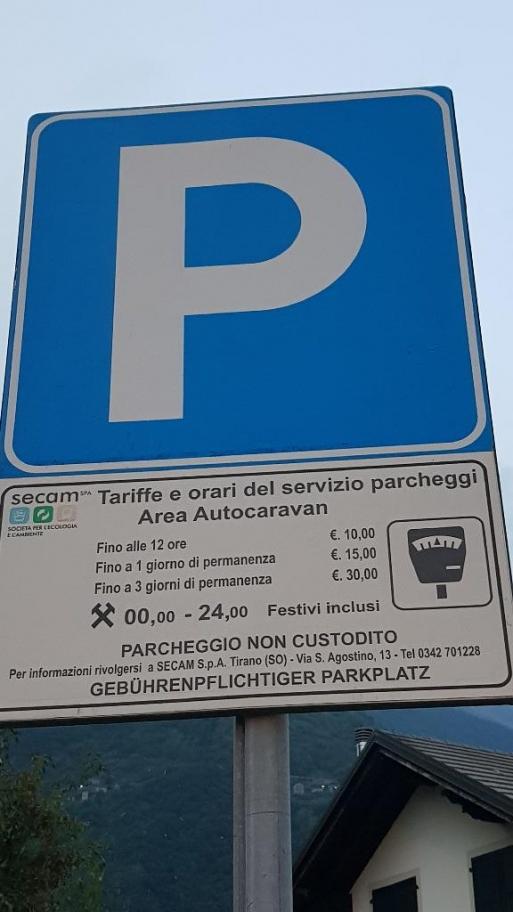 P
secam SPA
SOCIETÀ PER L'ECOLOGIA
E L'AMBIENTE
Tariffe e orari del servizio parcheggi
Area Autocaravan
Fino alle 12 ore €. 10,00
Fino a 1 giorno di permanenza €. 15,00
Fino a 3 giorni di permanenza €. 30,00
00,00 - 24,00 Festivi inclusi
PARCHEGGIO NON CUSTODITO
Per informazioni rivolgersi a SECAM S.p.A. Tirano (SO) - Via S. Agostino, 13 - Tel 0342 701228
GEBÜHRENPFLICHTIGER PARKPLATZ